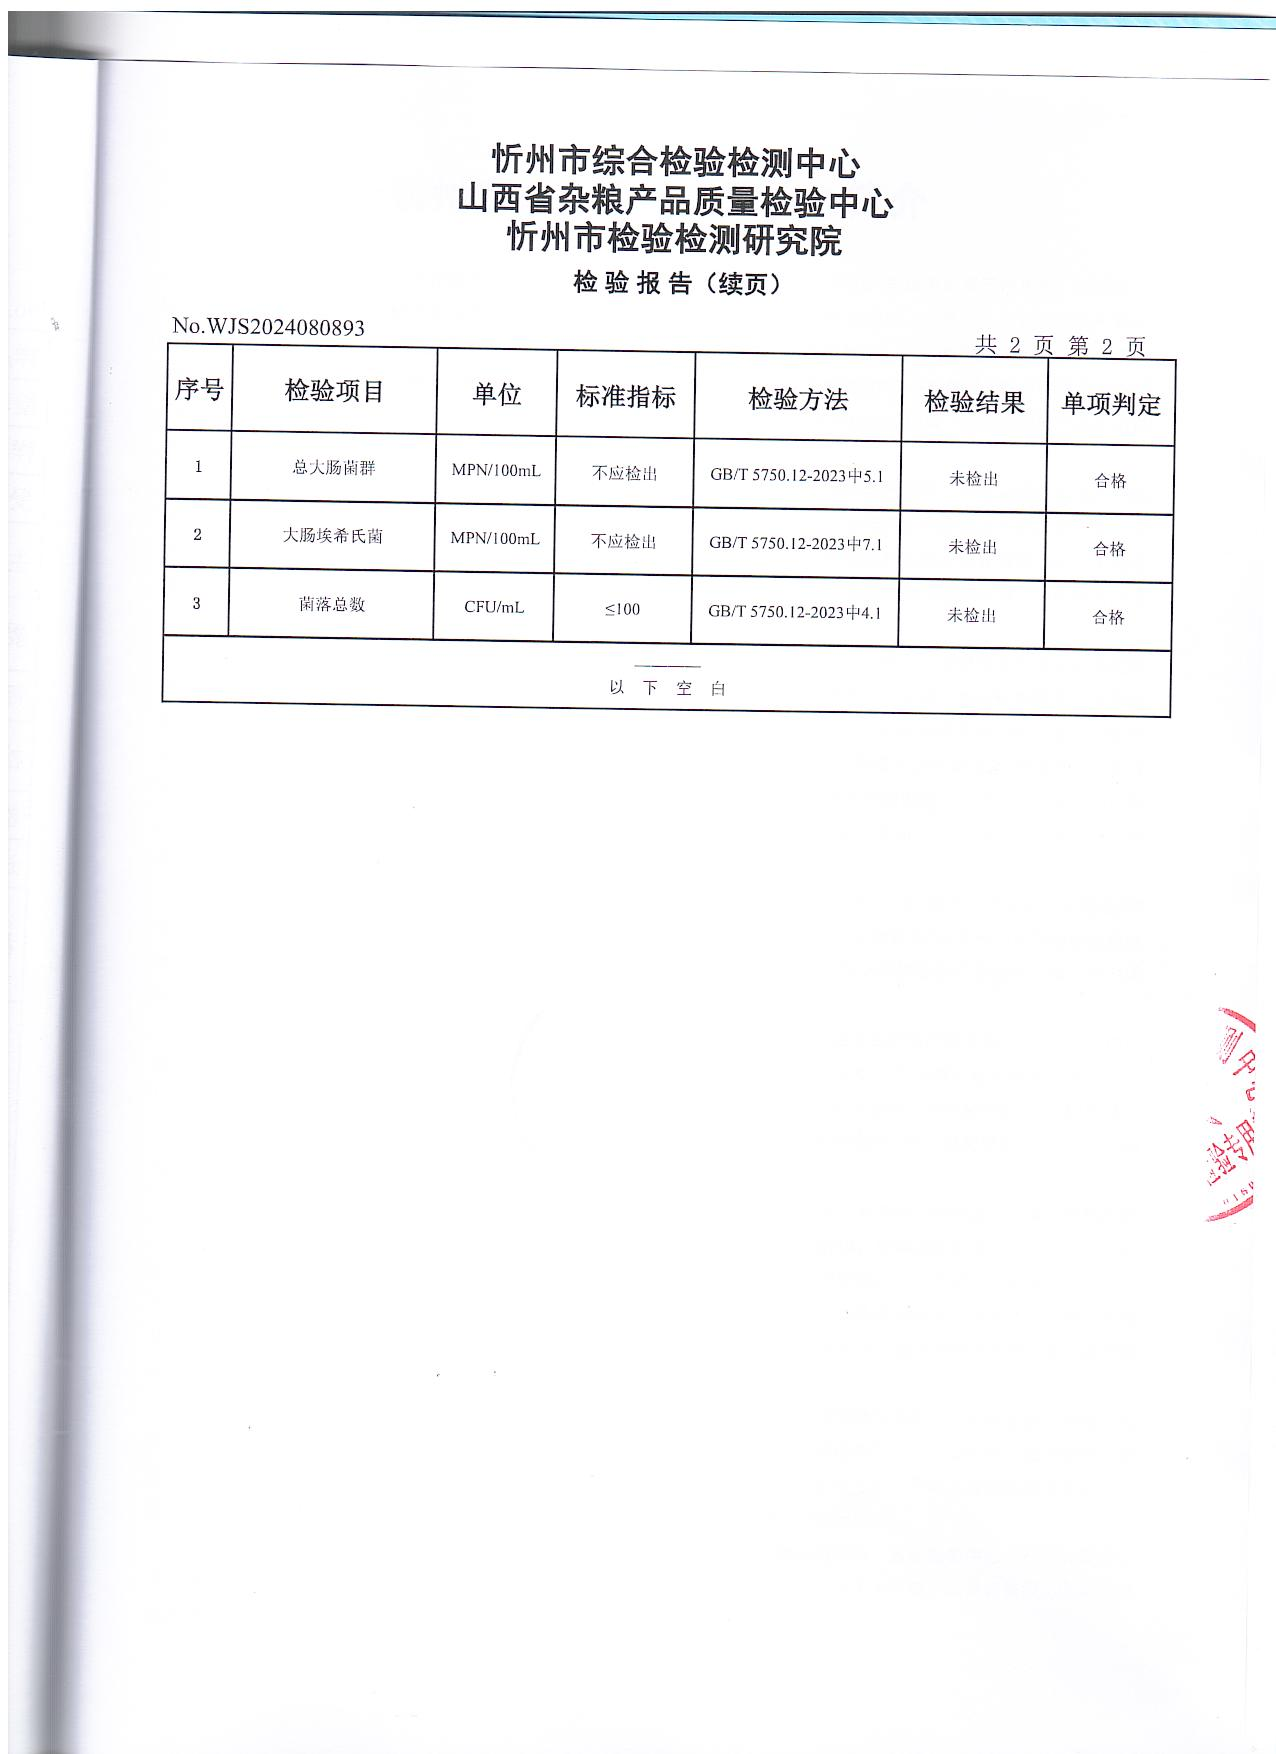 忻州市综合检验检测中心
山西省杂粮产品质量检验中心
忻州市检验检测研究院
检验报告（续页）
No.WJS2024080893
共 2 页 第 2 页
序号 检验项目 单位 标准指标 检验方法 检验结果 单项判定
1 总大肠菌群 MPN/100mL 不应检出 GB/T 5750.12-2023中5.1 未检出 合格
2 大肠埃希氏菌 MPN/100mL 不应检出 GB/T 5750.12-2023中7.1 未检出 合格
3 菌落总数 CFU/mL ≤100 GB/T 5750.12-2023中4.1 未检出 合格
以 下 空 白
测中
验专用